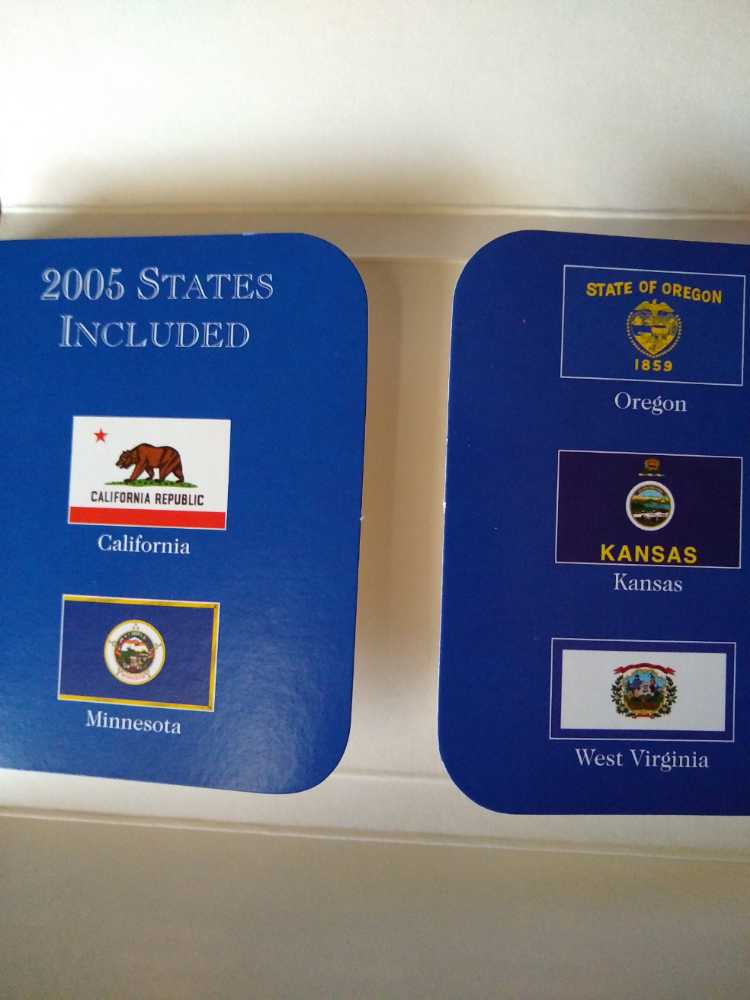 2005 STATES
INCLUDED
CALIFORNIA REPUBLIC
California
Minnesota
STATE OF OREGON
1859
Oregon
KANSAS
Kansas
West Virginia